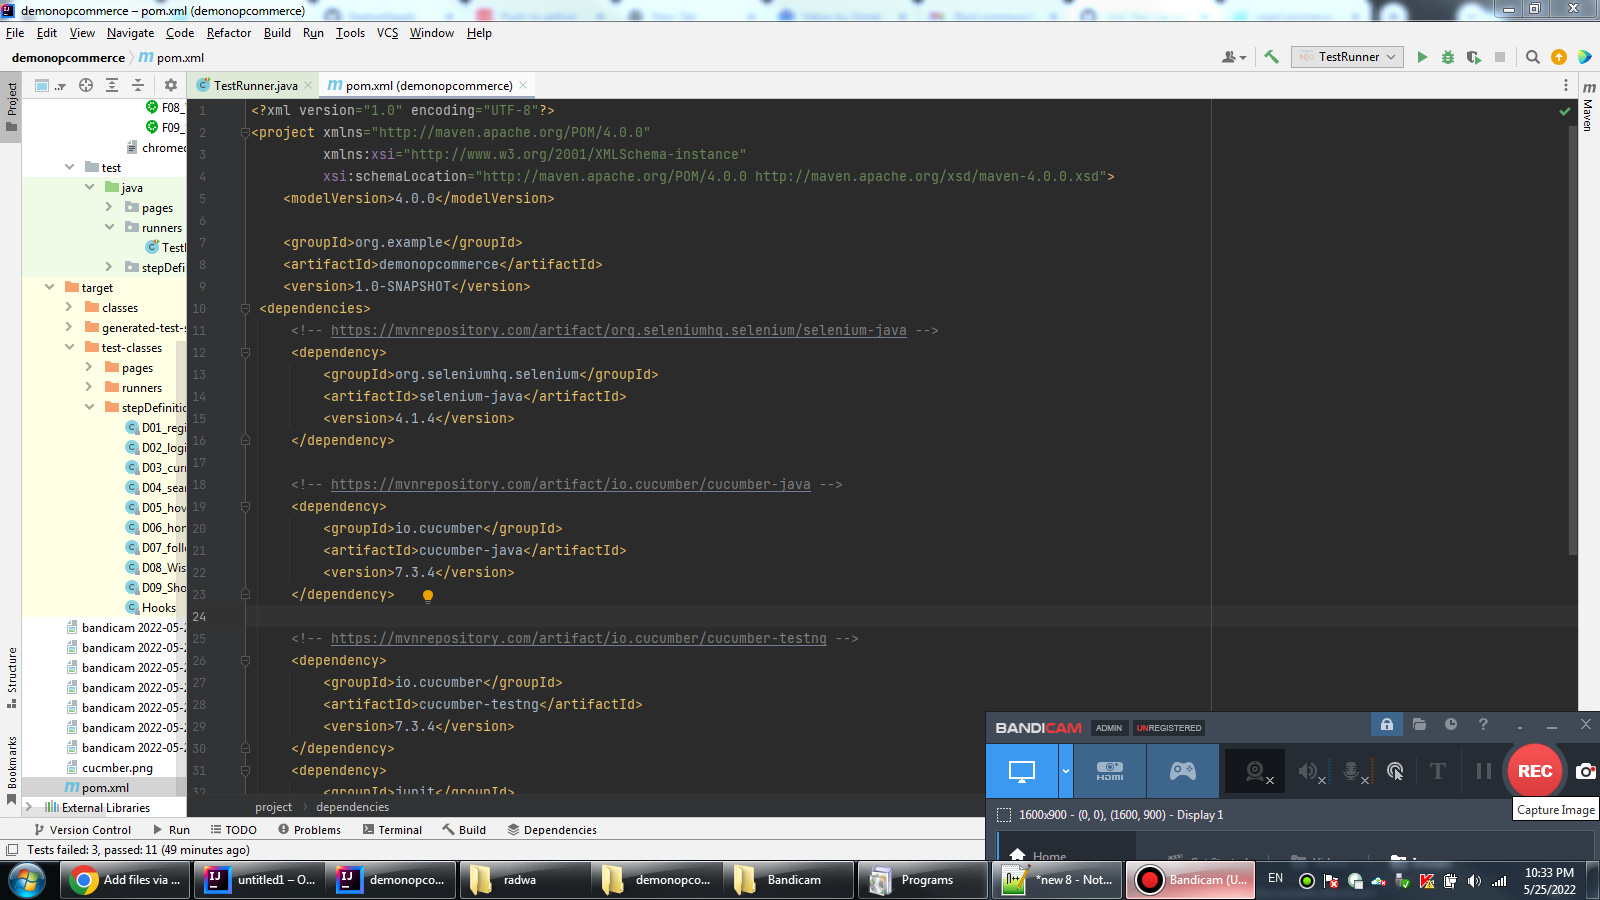 demonopcommerce – pom.xml (demonopcommerce)
File Edit View Navigate Code Refactor Build Run Tools VCS Window Help
demonopcommerce pom.xml
TestRunner
Project
TestRunner.java
pom.xml (demonopcommerce)
Maven
F08_
F09_
chromed
test
java
pages
runners
TestI
stepDefi
target
classes
generated-test-s
test-classes
pages
runners
stepDefinitio
D01_regi
D02_logi
D03_curr
D04_sear
D05_hov
D06_hor
D07_follo
D08_Wis
D09_Sho
Hooks
bandicam 2022-05-2
bandicam 2022-05-2
bandicam 2022-05-2
bandicam 2022-05-2
bandicam 2022-05-2
bandicam 2022-05-2
bandicam 2022-05-2
cucmber.png
pom.xml
External Libraries
Structure
Bookmarks
1 <?xml version="1.0" encoding="UTF-8"?>
2 <project xmlns="http://maven.apache.org/POM/4.0.0"
3 xmlns:xsi="http://www.w3.org/2001/XMLSchema-instance"
4 xsi:schemaLocation="http://maven.apache.org/POM/4.0.0 http://maven.apache.org/xsd/maven-4.0.0.xsd">
5 <modelVersion>4.0.0</modelVersion>
6
7 <groupId>org.example</groupId>
8 <artifactId>demonopcommerce</artifactId>
9 <version>1.0-SNAPSHOT</version>
10 <dependencies>
11 <!-- https://mvnrepository.com/artifact/org.seleniumhq.selenium/selenium-java -->
12 <dependency>
13 <groupId>org.seleniumhq.selenium</groupId>
14 <artifactId>selenium-java</artifactId>
15 <version>4.1.4</version>
16 </dependency>
17
18 <!-- https://mvnrepository.com/artifact/io.cucumber/cucumber-java -->
19 <dependency>
20 <groupId>io.cucumber</groupId>
21 <artifactId>cucumber-java</artifactId>
22 <version>7.3.4</version>
23 </dependency>
24
25 <!-- https://mvnrepository.com/artifact/io.cucumber/cucumber-testng -->
26 <dependency>
27 <groupId>io.cucumber</groupId>
28 <artifactId>cucumber-testng</artifactId>
29 <version>7.3.4</version>
30 </dependency>
31 <dependency>
32 <groupId>junit</groupId>
project dependencies
BANDICAM ADMIN UNREGISTERED
HDMI
REC
Capture Image
1600x900 - (0, 0), (1600, 900) - Display 1
Home
Version Control Run TODO Problems Terminal Build Dependencies
Tests failed: 3, passed: 11 (49 minutes ago)
Add files via ...
untitled1 – O...
demonopco...
radwa
demonopco...
Bandicam
Programs
*new 8 - Not...
Bandicam (U...
EN
10:33 PM
5/25/2022